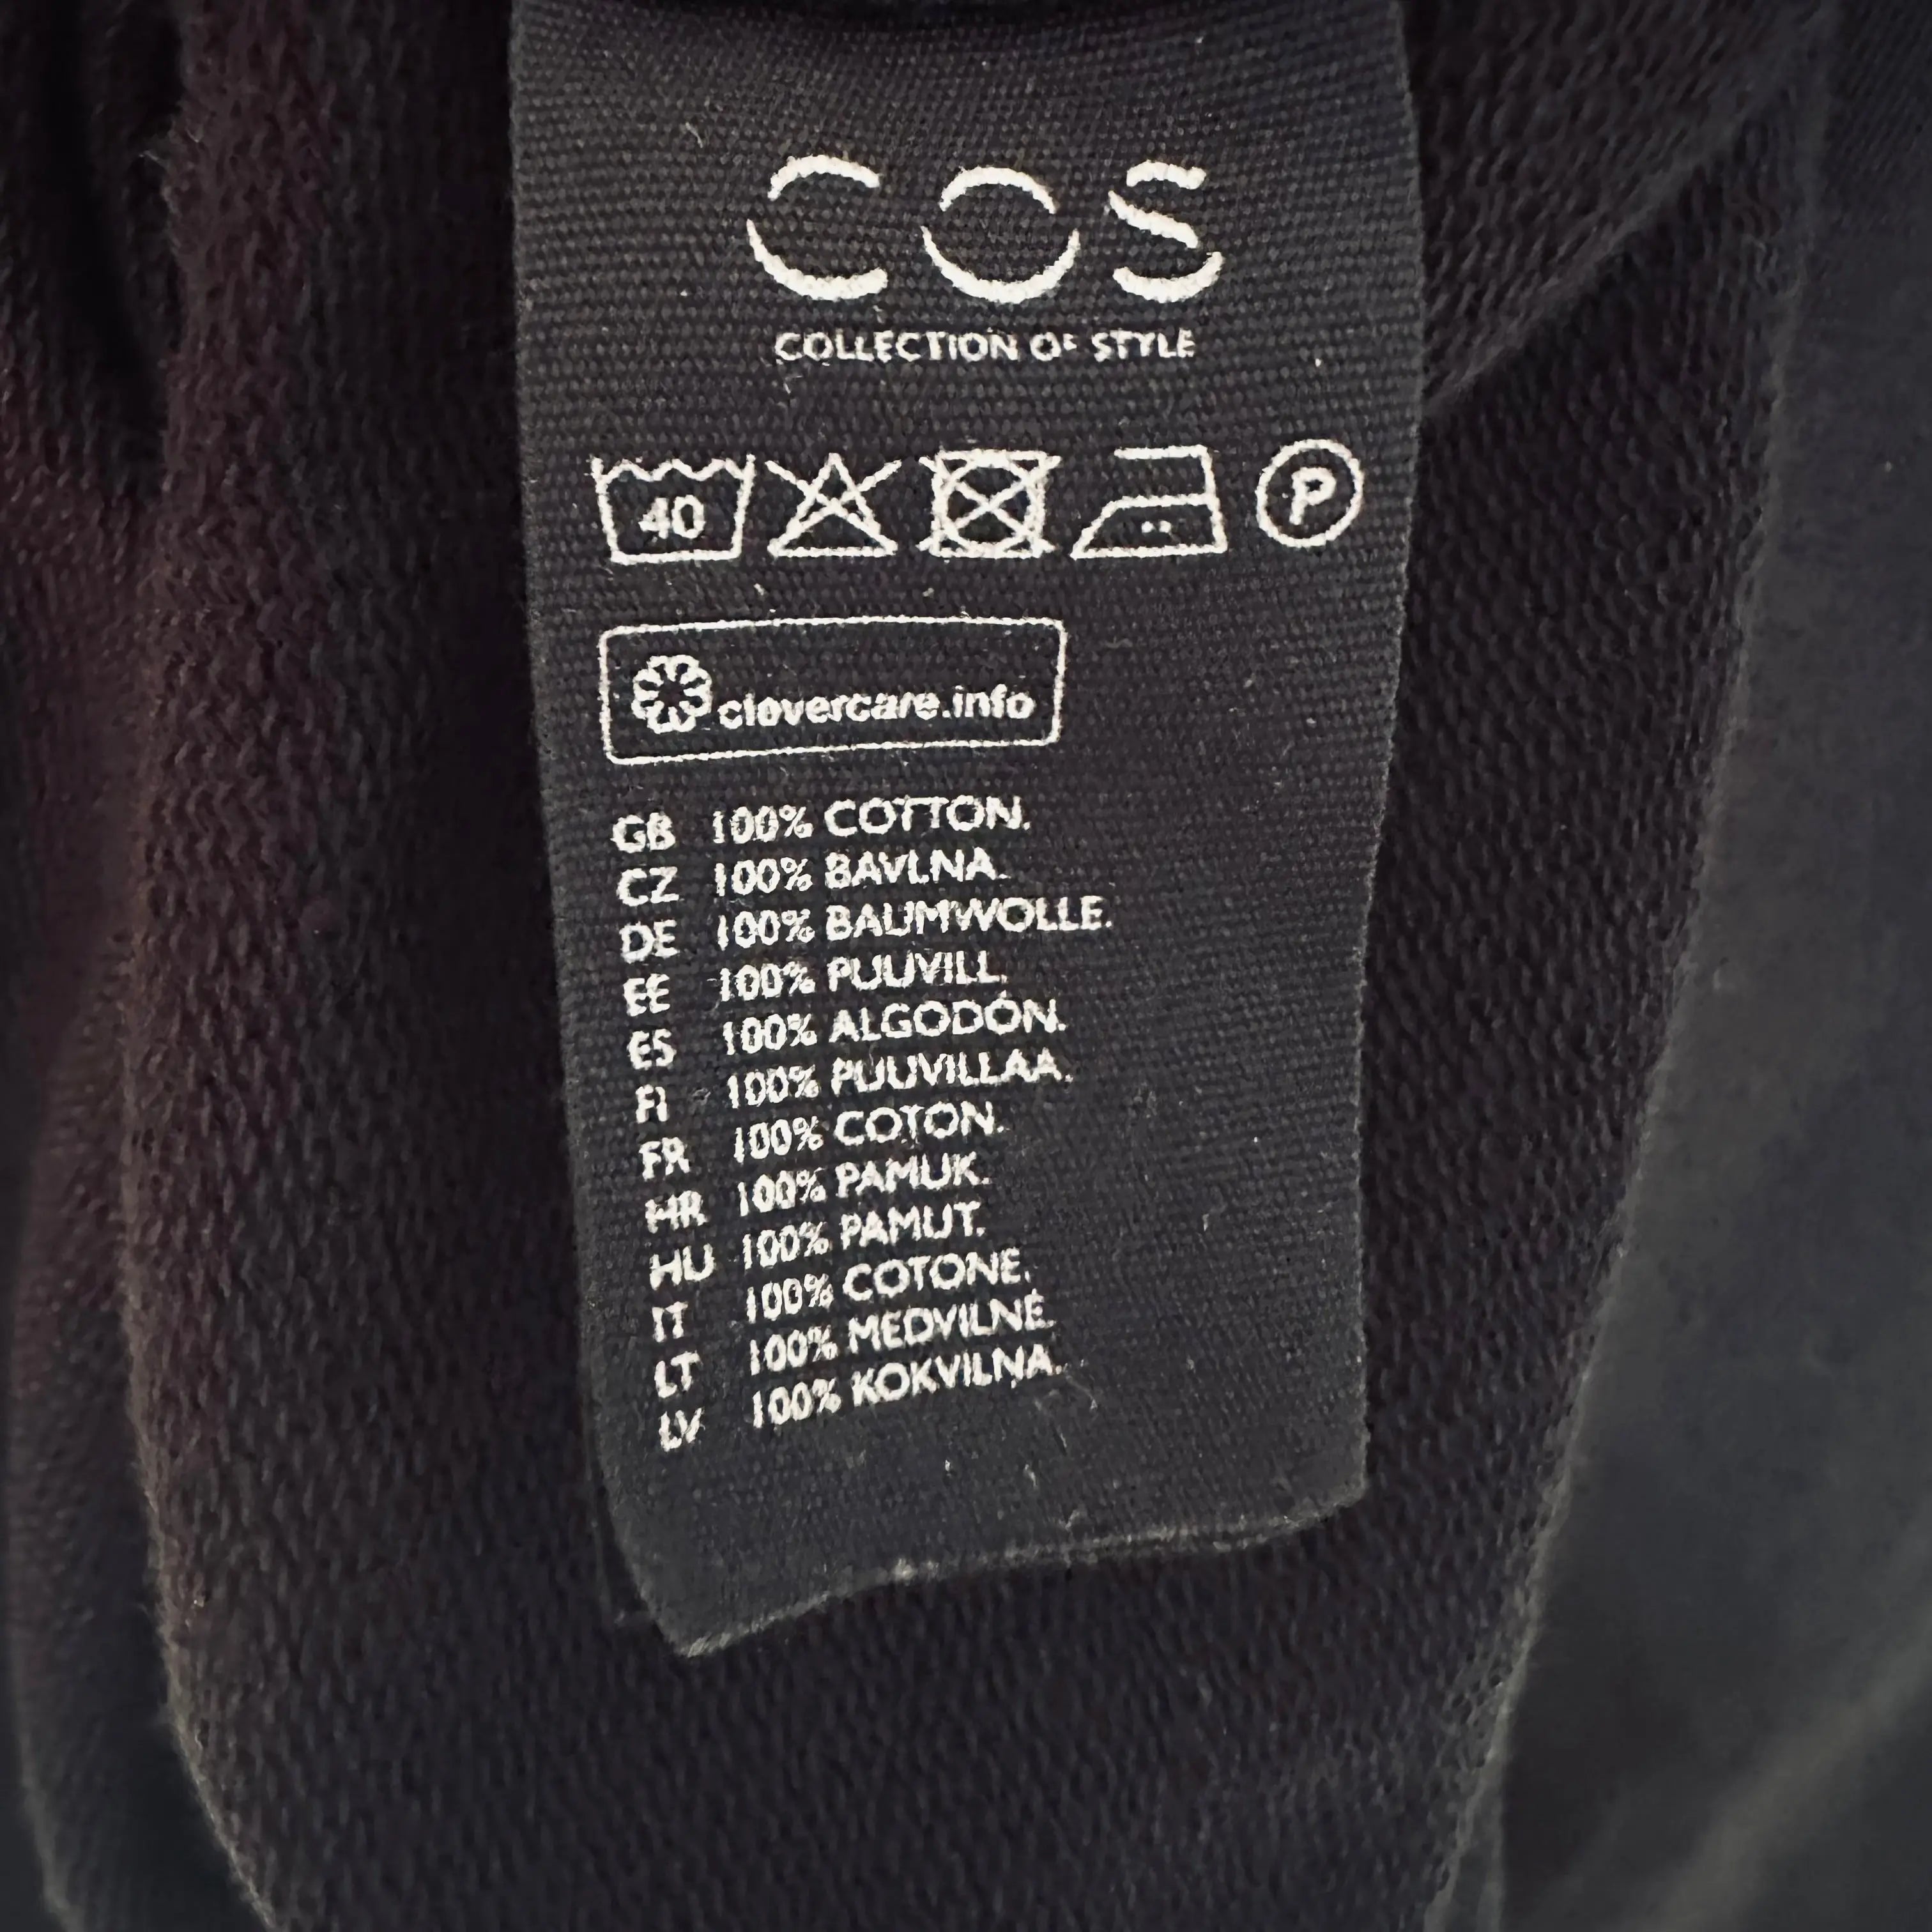 COS
COLLECTION OF STYLE
40 P
clevercare.info
GB 100% COTTON.
CZ 100% BAVLNA.
DE 100% BAUMWOLLE.
EE 100% PUUVILL.
ES 100% ALGODÓN.
FI 100% PUUVILLAA.
FR 100% COTON.
HR 100% PAMUK.
HU 100% PAMUT.
IT 100% COTONE.
LT 100% MEDVILNĖ.
LV 100% KOKVILNA.